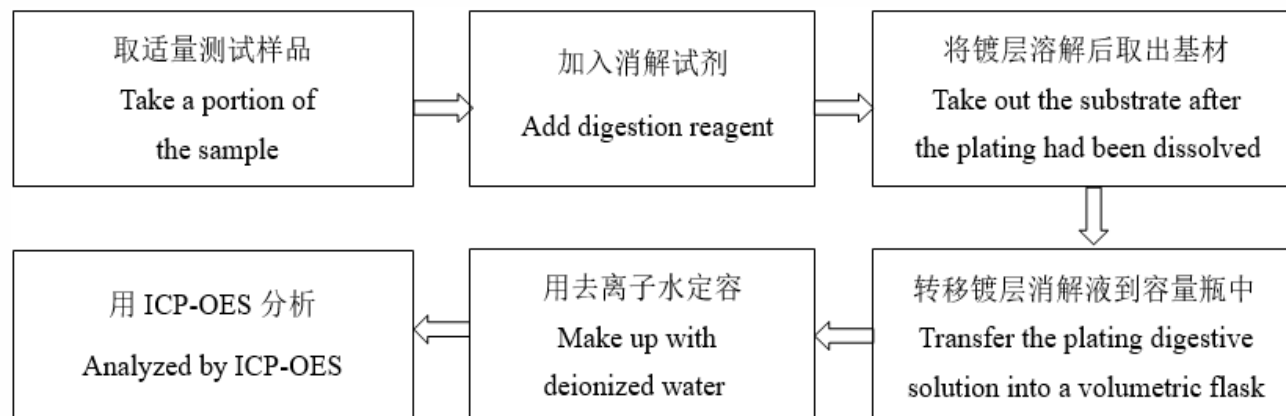 取适量测试样品
Take a portion of
the sample
加入消解试剂
Add digestion reagent
将镀层溶解后取出基材
Take out the substrate after
the plating had been dissolved
转移镀层消解液到容量瓶中
Transfer the plating digestive
solution into a volumetric flask
用去离子水定容
Make up with
deionized water
用 ICP-OES 分析
Analyzed by ICP-OES